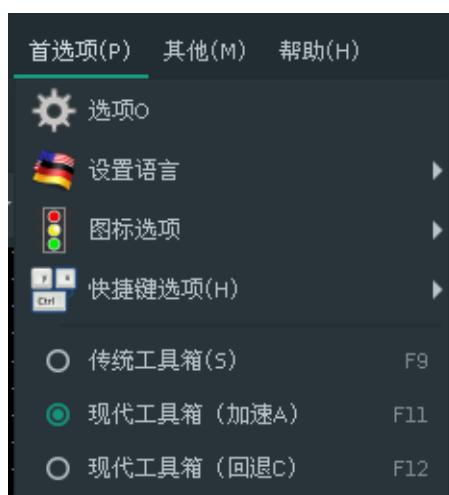 首选项(P) 其他(M) 帮助(H)
选项O
设置语言
图标选项
y x
Ctrl
快捷键选项(H)
传统工具箱(S) F9
现代工具箱（加速A） F11
现代工具箱（回退C） F12